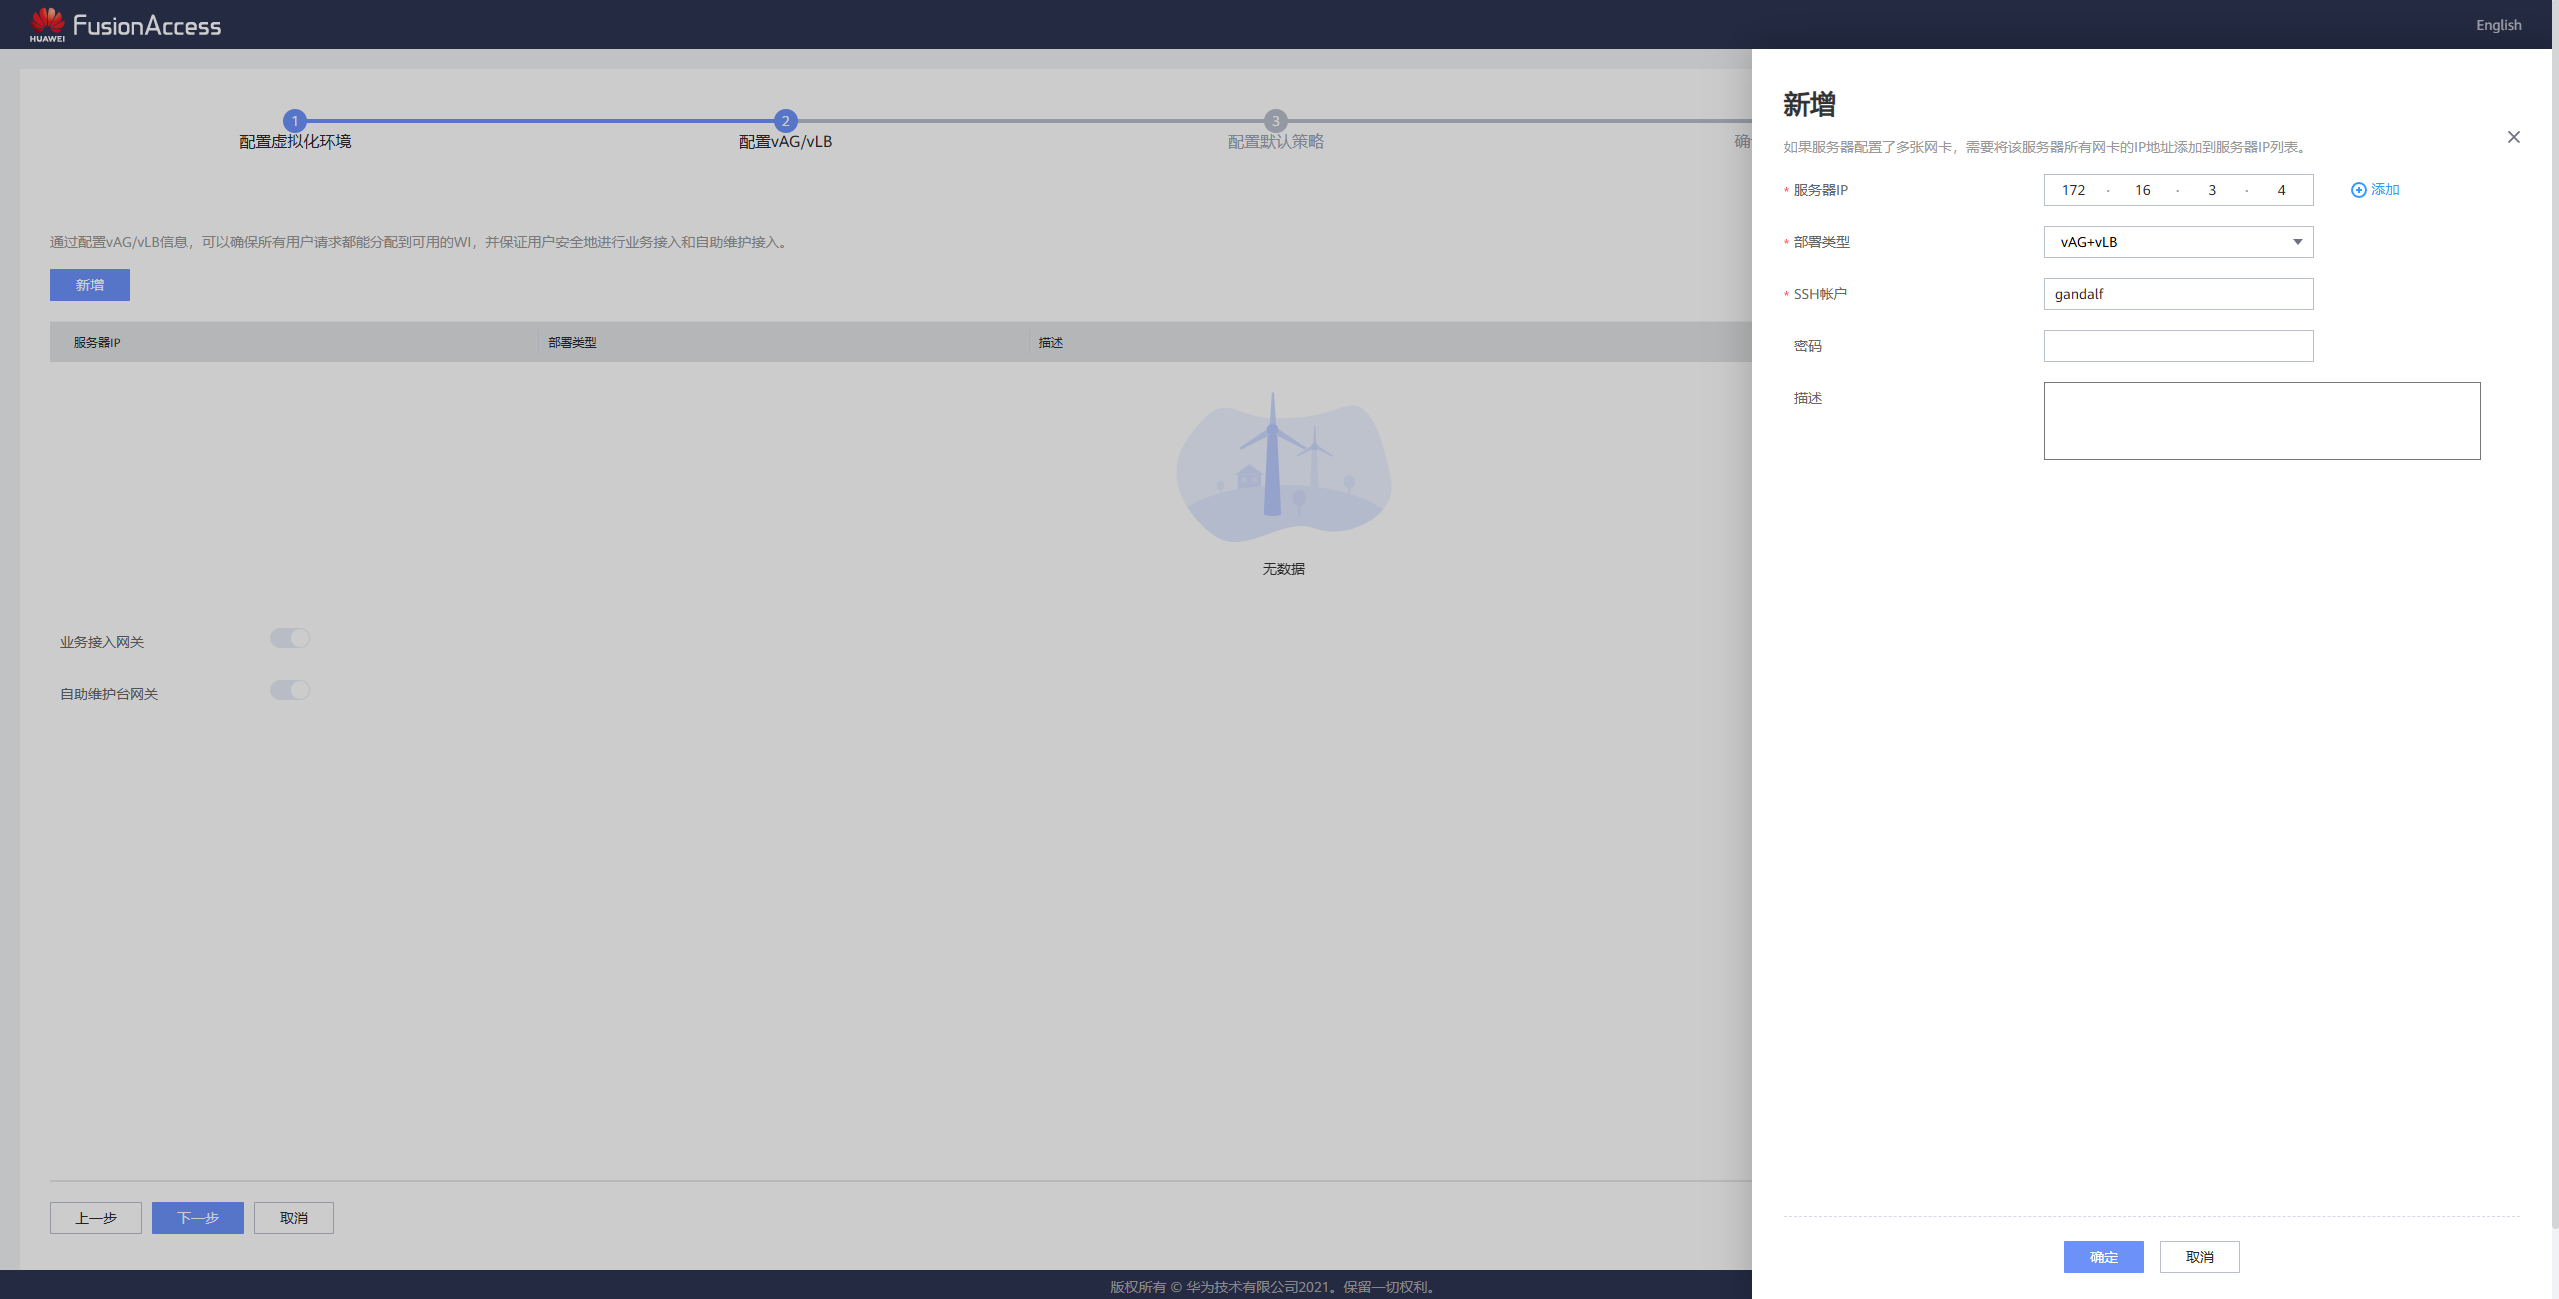 HUAWEI FusionAccess
English
1
2
3
配置虚拟化环境
配置vAG/vLB
配置默认策略
通过配置vAG/vLB信息，可以确保所有用户请求都能分配到可用的WI，并保证用户安全地进行业务接入和自助维护接入。
新增
服务器IP 部署类型 描述
无数据
业务接入网关
自助维护台网关
上一步 下一步 取消
版权所有 © 华为技术有限公司2021。保留一切权利。
新增
如果服务器配置了多张网卡，需要将该服务器所有网卡的IP地址添加到服务器IP列表。
* 服务器IP 172 . 16 . 3 . 4 添加
* 部署类型 vAG+vLB
* SSH帐户 gandalf
密码
描述
确定 取消